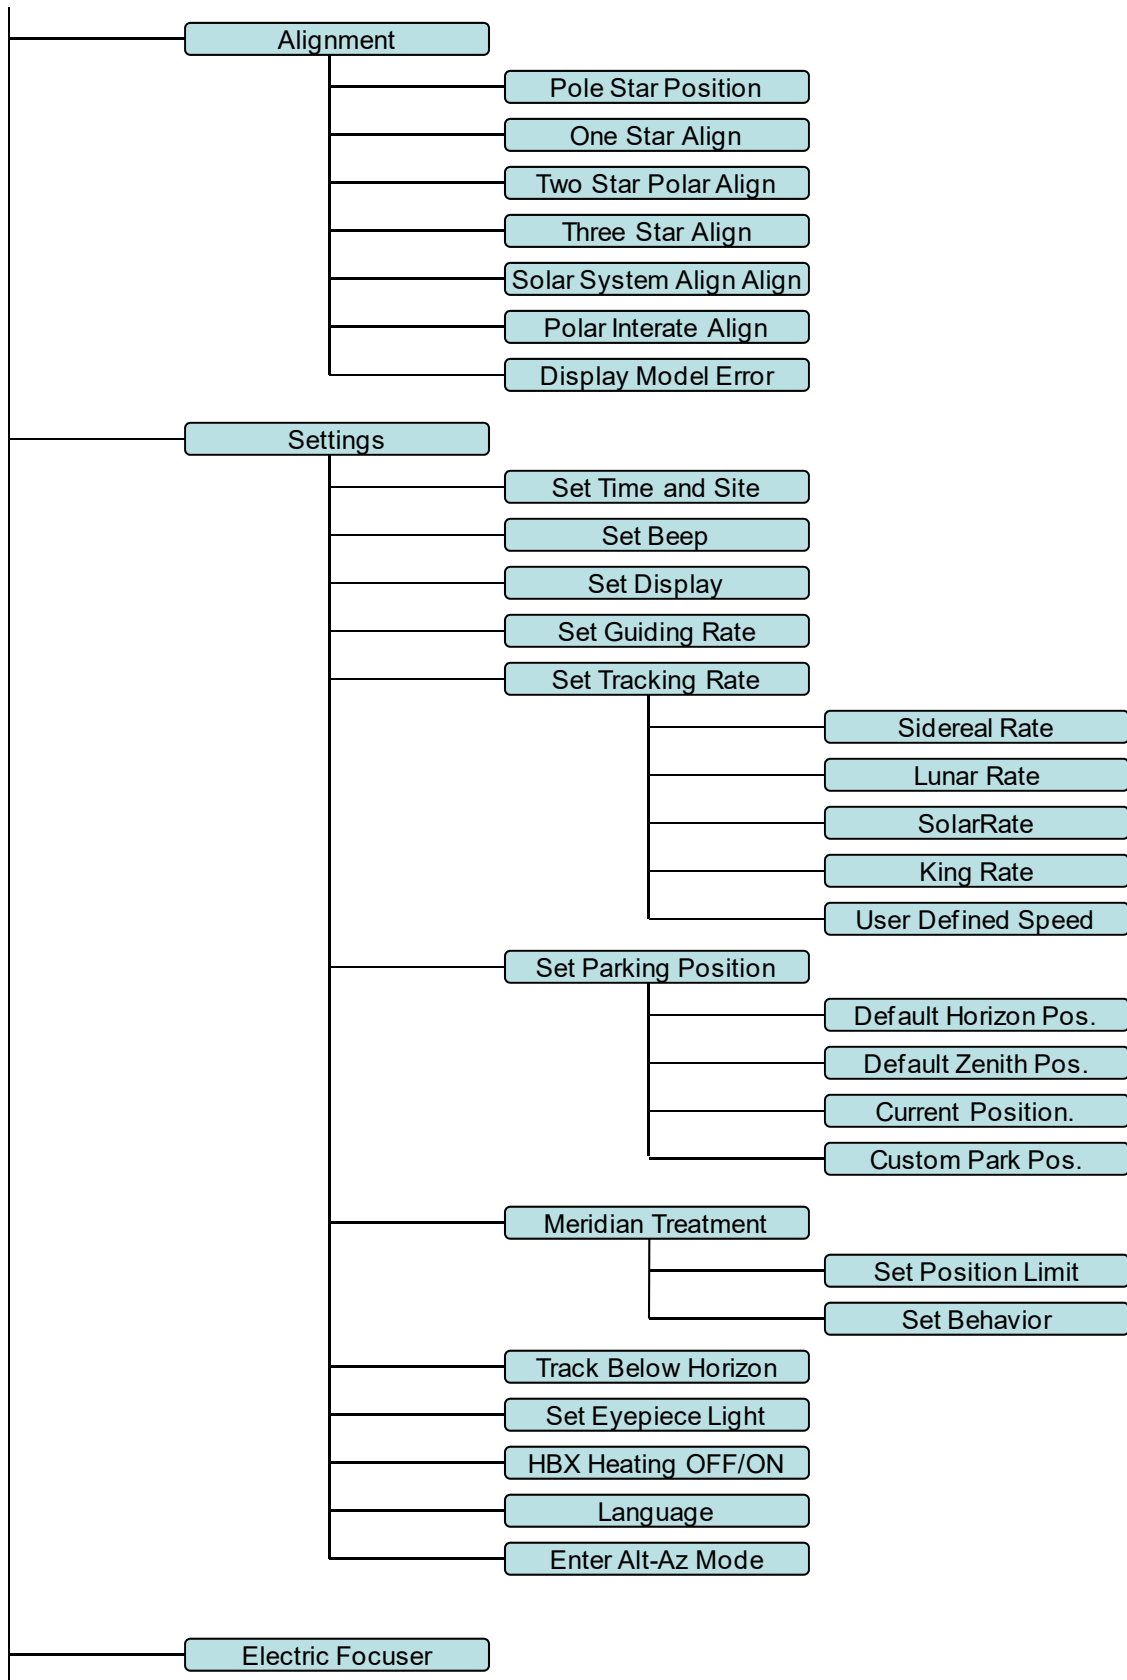 Alignment
Pole Star Position
One Star Align
Two Star Polar Align
Three Star Align
Solar System Align Align
Polar Interate Align
Display Model Error
Settings
Set Time and Site
Set Beep
Set Display
Set Guiding Rate
Set Tracking Rate
Sidereal Rate
Lunar Rate
SolarRate
King Rate
User Defined Speed
Set Parking Position
Default Horizon Pos.
Default Zenith Pos.
Current Position.
Custom Park Pos.
Meridian Treatment
Set Position Limit
Set Behavior
Track Below Horizon
Set Eyepiece Light
HBX Heating OFF/ON
Language
Enter Alt-Az Mode
Electric Focuser